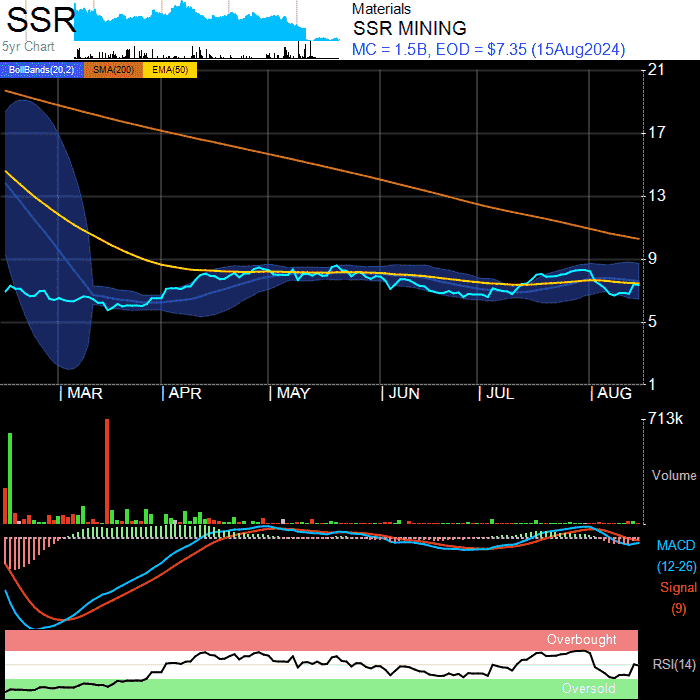 SSR
5yr Chart
Materials
SSR MINING
MC = 1.5B, EOD = $7.35 (15Aug2024)
BollBands(20,2) SMA(200) EMA(50)
21
17
13
9
5
1
MAR APR MAY JUN JUL AUG
713k
Volume
MACD
(12-26)
Signal
(9)
Overbought
RSI(14)
Oversold